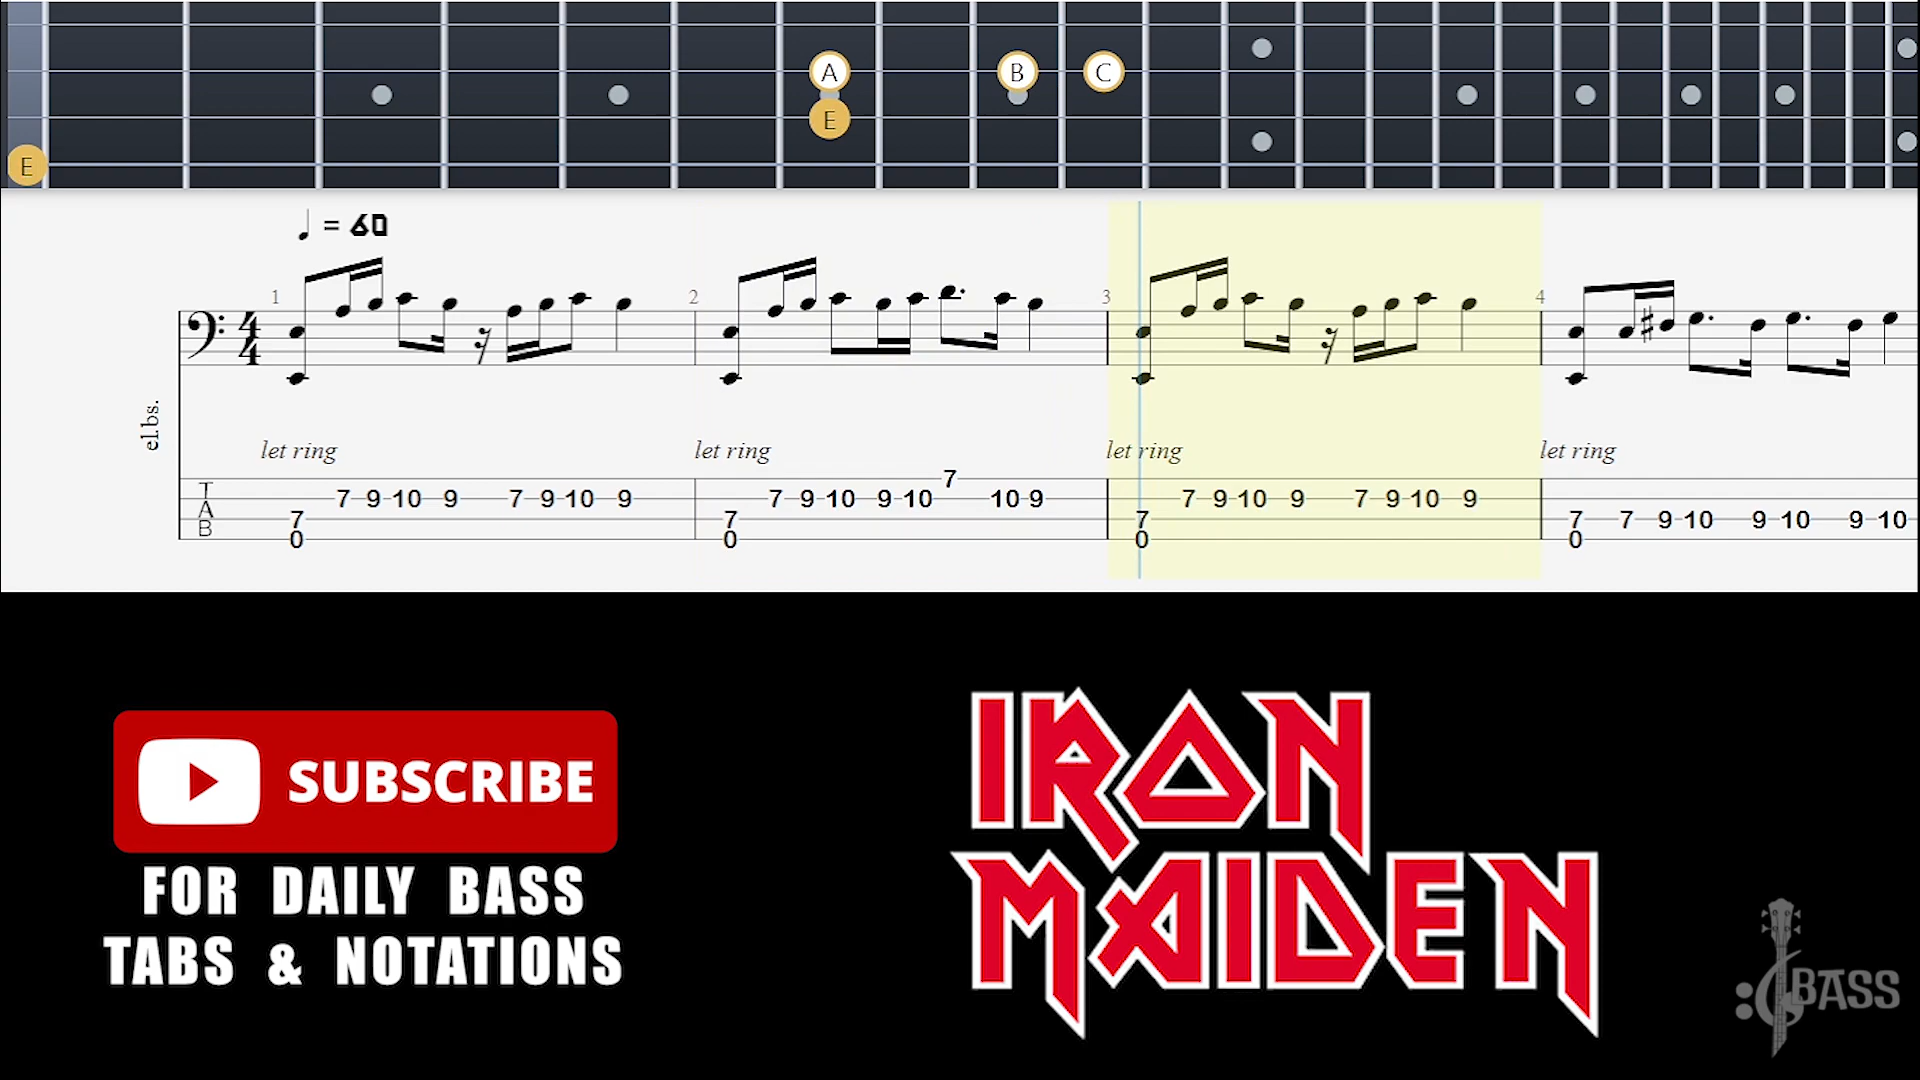 A B C
E
E
= 60
1 2 3 4
4
4
el.bs.
let ring let ring let ring let ring
7
T 7 9 10 9 7 9 10 9 7 9 10 9 10 10 9 7 9 10 9 7 9 10 9
A
B 7 7 7 7 7 9 10 9 10 9 10
0 0 0 0
SUBSCRIBE
FOR DAILY BASS
TABS & NOTATIONS
IRON
MAIDEN
BASS